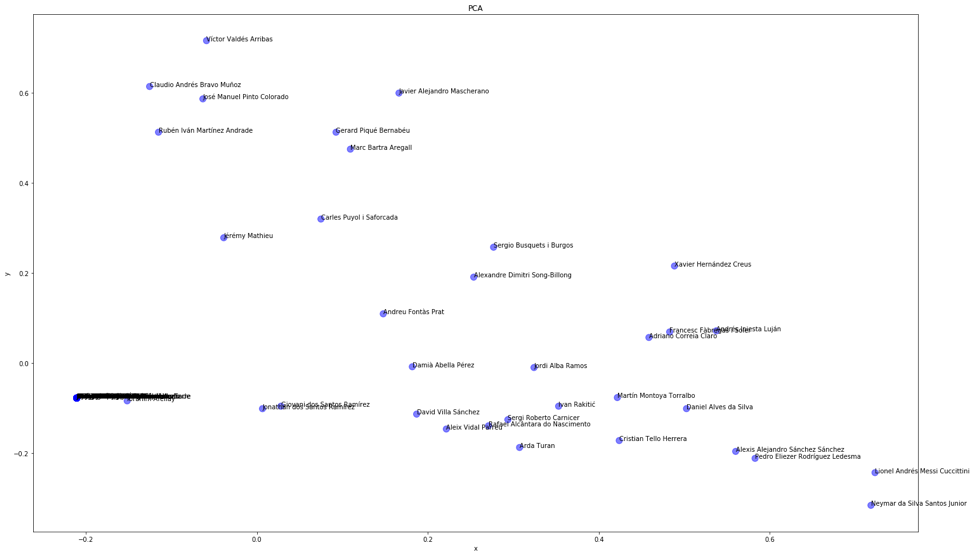 PCA
Víctor Valdés Arribas
Claudio Andrés Bravo Muñoz
Javier Alejandro Mascherano
José Manuel Pinto Colorado
0.6
Rubén Iván Martínez Andrade
Gerard Piqué Bernabéu
Marc Bartra Aregall
0.4
Carles Puyol i Saforcada
Jérémy Mathieu
Sergio Busquets i Burgos
Xavier Hernández Creus
0.2
y
Alexandre Dimitri Song-Billong
Andreu Fontàs Prat
Francesc Fàbregas i Soler
Andrés Iniesta Luján
Adriano Correia Claro
0.0
Damià Abella Pérez
Jordi Alba Ramos
Martín Montoya Torralbo
Giovani dos Santos Ramírez
Jonathan dos Santos Ramírez
Ivan Rakitić
Daniel Alves da Silva
David Villa Sánchez
Sergi Roberto Carnicer
Rafael Alcántara do Nascimento
Aleix Vidal
Cristian Tello Herrera
Arda Turan
Alexis Alejandro Sánchez Sánchez
−0.2
Pedro Eliezer Rodríguez Ledesma
Lionel Andrés Messi Cuccittini
Neymar da Silva Santos Junior
−0.2
0.0
0.2
0.4
0.6
x